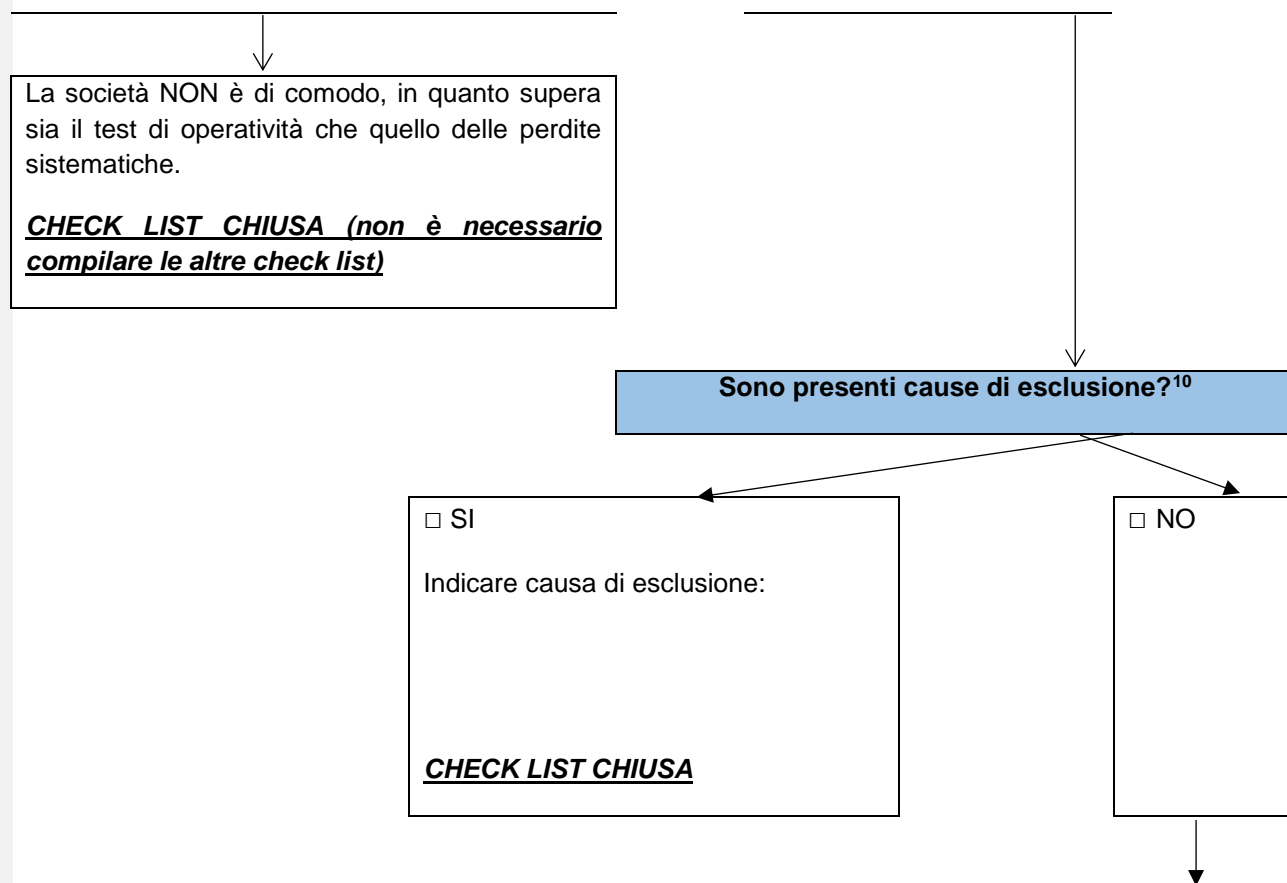 La società NON è di comodo, in quanto supera
sia il test di operatività che quello delle perdite
sistematiche.
CHECK LIST CHIUSA (non è necessario
compilare le altre check list)
Sono presenti cause di esclusione?¹⁰
□ SI
Indicare causa di esclusione:
CHECK LIST CHIUSA
□ NO